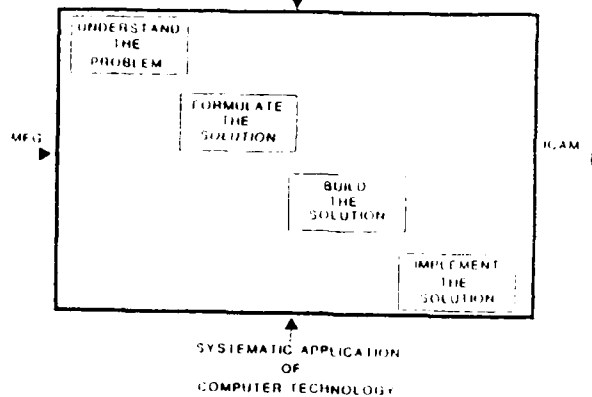 UNDERSTAND
THE
PROBLEM
FORMULATE
THE
SOLUTION
MFG
ICAM
BUILD
THE
SOLUTION
IMPLEMENT
THE
SOLUTION
SYSTEMATIC APPLICATION
OF
COMPUTER TECHNOLOGY